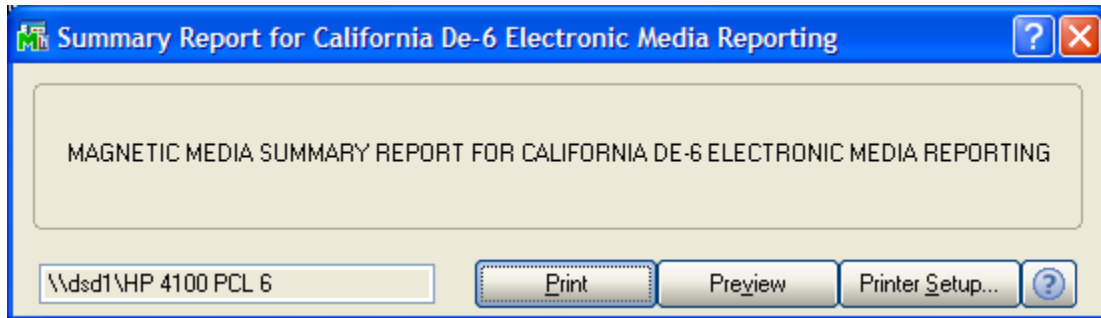 Summary Report for California De-6 Electronic Media Reporting
MAGNETIC MEDIA SUMMARY REPORT FOR CALIFORNIA DE-6 ELECTRONIC MEDIA REPORTING
\\dsd1\HP 4100 PCL 6 Print Preview Printer Setup...